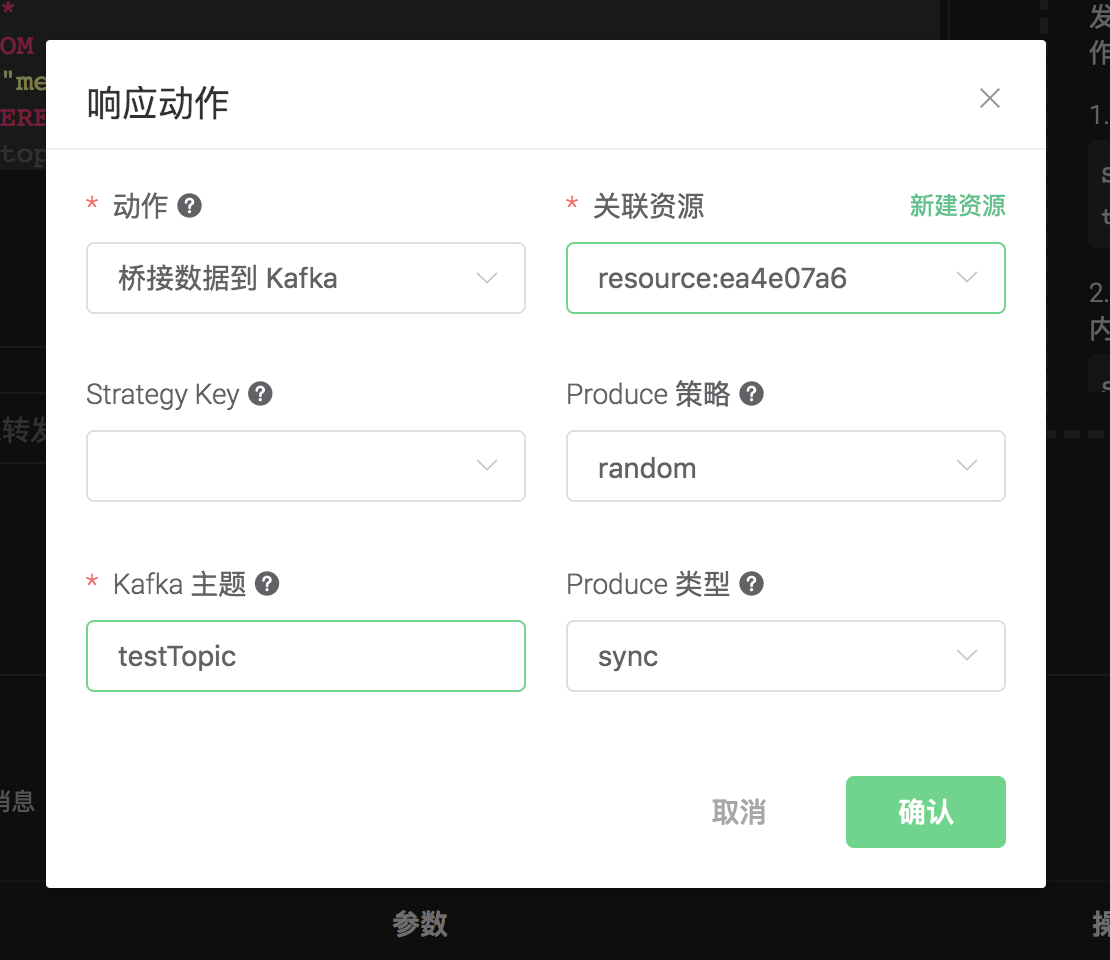 *
OM
"me
ERE
top
响应动作
* 动作
* 关联资源
新建资源
桥接数据到 Kafka
resource:ea4e07a6
Strategy Key
Produce 策略
random
* Kafka 主题
Produce 类型
testTopic
sync
取消
确认
转发
消息
参数
发
作
1.
s
t
2.
内
操